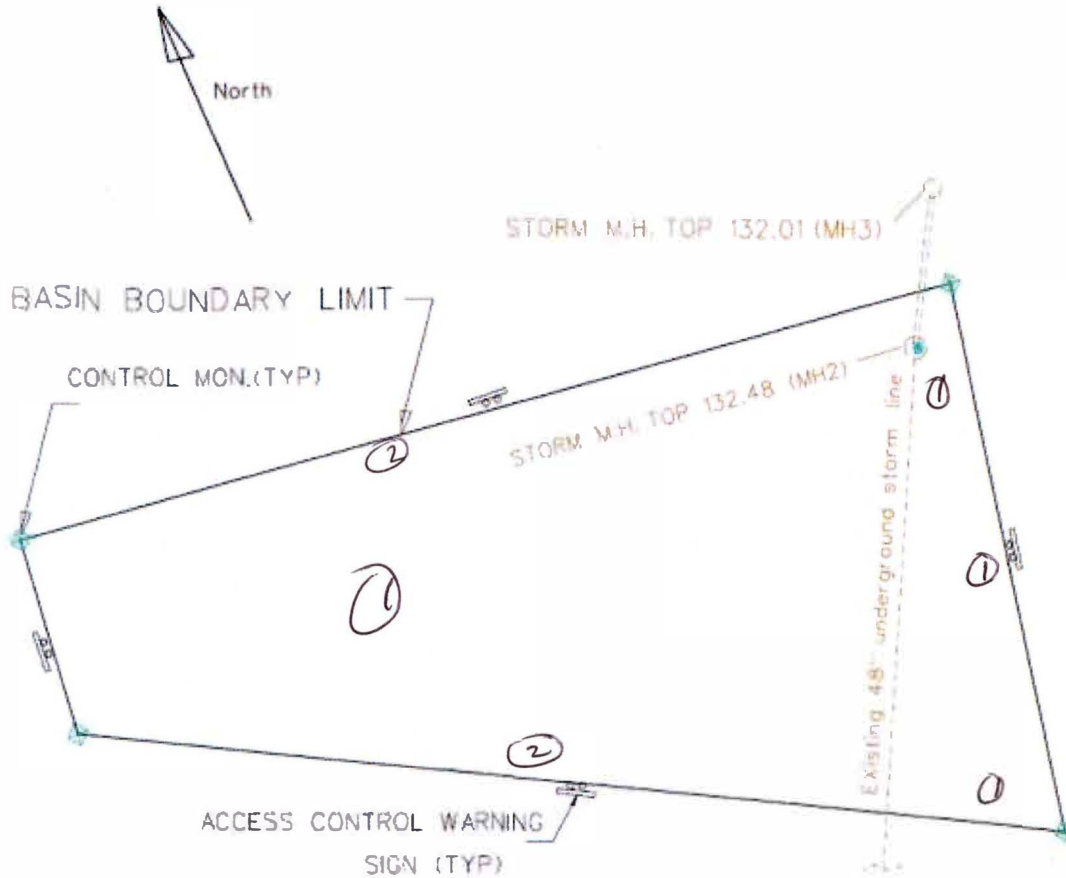 North
STORM M.H. TOP 132.01 (MH3)
BASIN BOUNDARY LIMIT
CONTROL MON.(TYP)
STORM M.H. TOP 132.48 (MH2)
Existing 48" underground storm line
1
2
1
1
2
1
ACCESS CONTROL WARNING
SIGN (TYP)